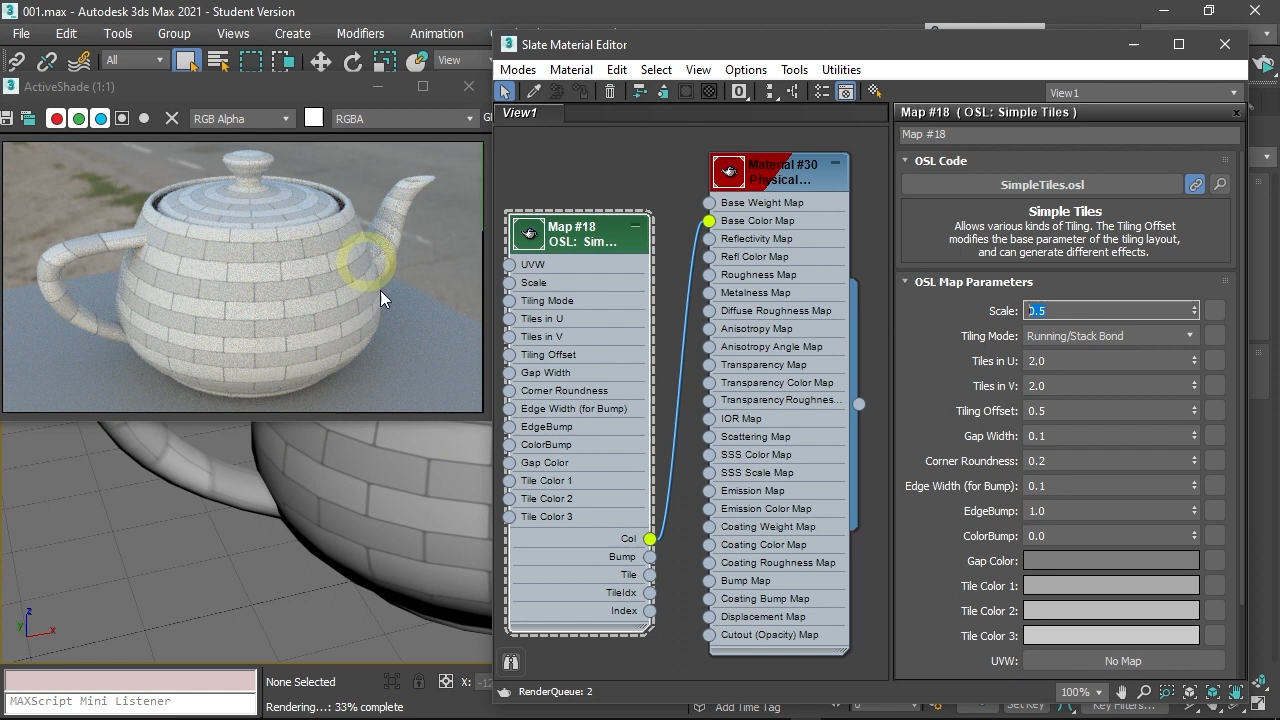 001.max - Autodesk 3ds Max 2021 - Student Version
File Edit Tools Group Views Create Modifiers Animation
All View
ActiveShade (1:1)
RGB Alpha RGBA
Slate Material Editor
Modes Material Edit Select View Options Tools Utilities
View1
View1
Map #18
OSL: Sim...
UVW
Scale
Tiling Mode
Tiles in U
Tiles in V
Tiling Offset
Gap Width
Corner Roundness
Edge Width (for Bump)
EdgeBump
ColorBump
Gap Color
Tile Color 1
Tile Color 2
Tile Color 3
Col
Bump
Tile
TileIdx
Index
Material #30
Physical...
Base Weight Map
Base Color Map
Reflectivity Map
Refl Color Map
Roughness Map
Metalness Map
Diffuse Roughness Map
Anisotropy Map
Anisotropy Angle Map
Transparency Map
Transparency Color Map
Transparency Roughnes...
IOR Map
Scattering Map
SSS Color Map
SSS Scale Map
Emission Map
Emission Color Map
Coating Weight Map
Coating Color Map
Coating Roughness Map
Bump Map
Coating Bump Map
Displacement Map
Cutout (Opacity) Map
Map #18 ( OSL: Simple Tiles )
Map #18
OSL Code
SimpleTiles.osl
Simple Tiles
Allows various kinds of Tiling. The Tiling Offset
modifies the base parameter of the tiling layout,
and can generate different effects.
OSL Map Parameters
Scale: 0.5
Tiling Mode: Running/Stack Bond
Tiles in U: 2.0
Tiles in V: 2.0
Tiling Offset: 0.5
Gap Width: 0.1
Corner Roundness: 0.2
Edge Width (for Bump): 0.1
EdgeBump: 1.0
ColorBump: 0.0
Gap Color:
Tile Color 1:
Tile Color 2:
Tile Color 3:
UVW: No Map
z
y x
RenderQueue: 2
100%
None Selected
X: -12
MAXScript Mini Listener
Rendering...: 33% complete
Add Time Tag
0
Set Key
Key Filters...